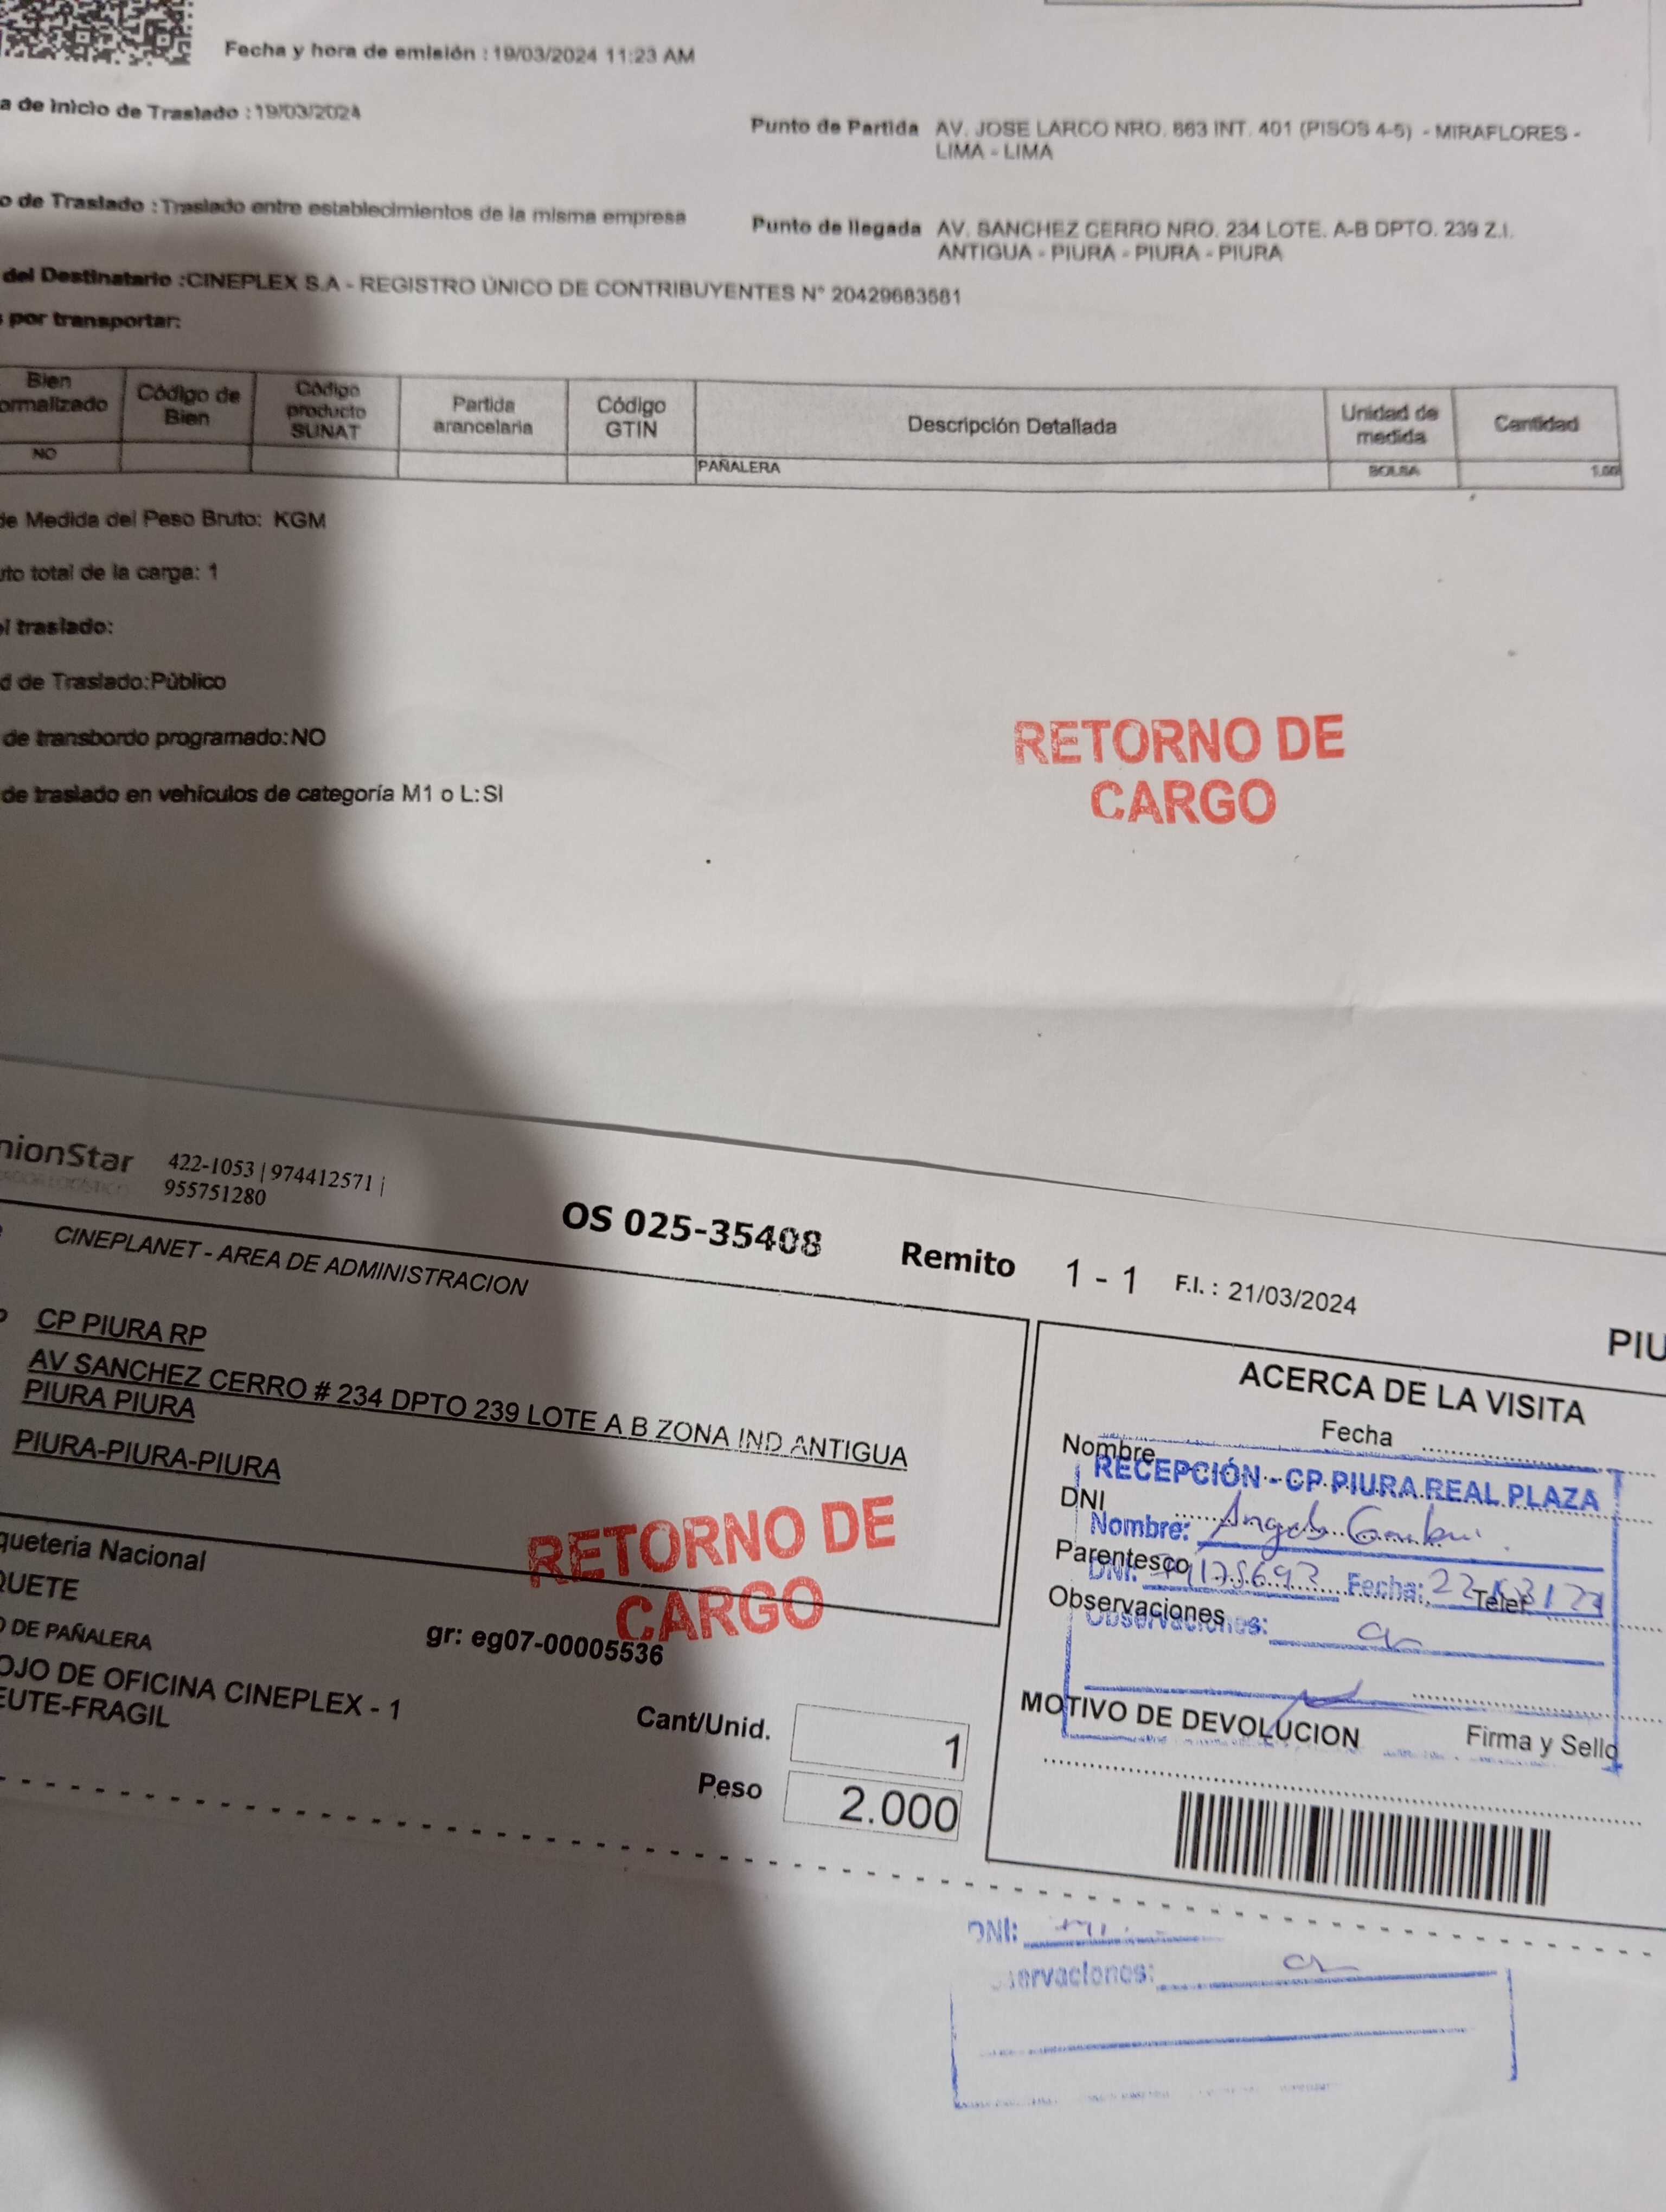 Fecha y hora de emisión : 19/03/2024 11:23 AM
a de Inicio de Traslado : 19/03/2024
Punto de Partida AV. JOSE LARCO NRO. 663 INT. 401 (PISOS 4-5) - MIRAFLORES -
LIMA - LIMA
o de Traslado : Traslado entre establecimientos de la misma empresa
Punto de llegada AV. SANCHEZ CERRO NRO. 234 LOTE. A-B DPTO. 239 Z.I.
ANTIGUA - PIURA - PIURA - PIURA
del Destinatario :CINEPLEX S.A - REGISTRO ÚNICO DE CONTRIBUYENTES N° 20429683581
s por transportar:
Bien
ormalizado
Código de
Bien
Código
producto
SUNAT
Partida
arancelaria
Código
GTIN
Descripción Detallada
Unidad de
medida
Cantidad
NO
PAÑALERA
BOLSA
1.00
de Medida del Peso Bruto: KGM
uto total de la carga: 1
el traslado:
d de Traslado:Público
de transbordo programado:NO
de traslado en vehículos de categoría M1 o L:SI
RETORNO DE
CARGO
nionStar
422-1053 | 974412571 |
955751280
OS 025-35408
Remito 1 - 1 F.I. : 21/03/2024
PIU
CINEPLANET - AREA DE ADMINISTRACION
CP PIURA RP
AV SANCHEZ CERRO # 234 DPTO 239 LOTE A B ZONA IND ANTIGUA
PIURA PIURA
PIURA-PIURA-PIURA
RETORNO DE
CARGO
queteria Nacional
QUETE
O DE PAÑALERA
OJO DE OFICINA CINEPLEX - 1
EUTE-FRAGIL
gr: eg07-00005536
Cant/Unid. 1
Peso 2.000
ACERCA DE LA VISITA
Fecha
Nombre
RECEPCIÓN - CP PIURA REAL PLAZA
DNI
Nombre: Angelo
Parentesco
DNI: Fecha:
Telef
Observaciones
Observaciones:
MOTIVO DE DEVOLUCION
Firma y Sello
DNI:
servaciones: